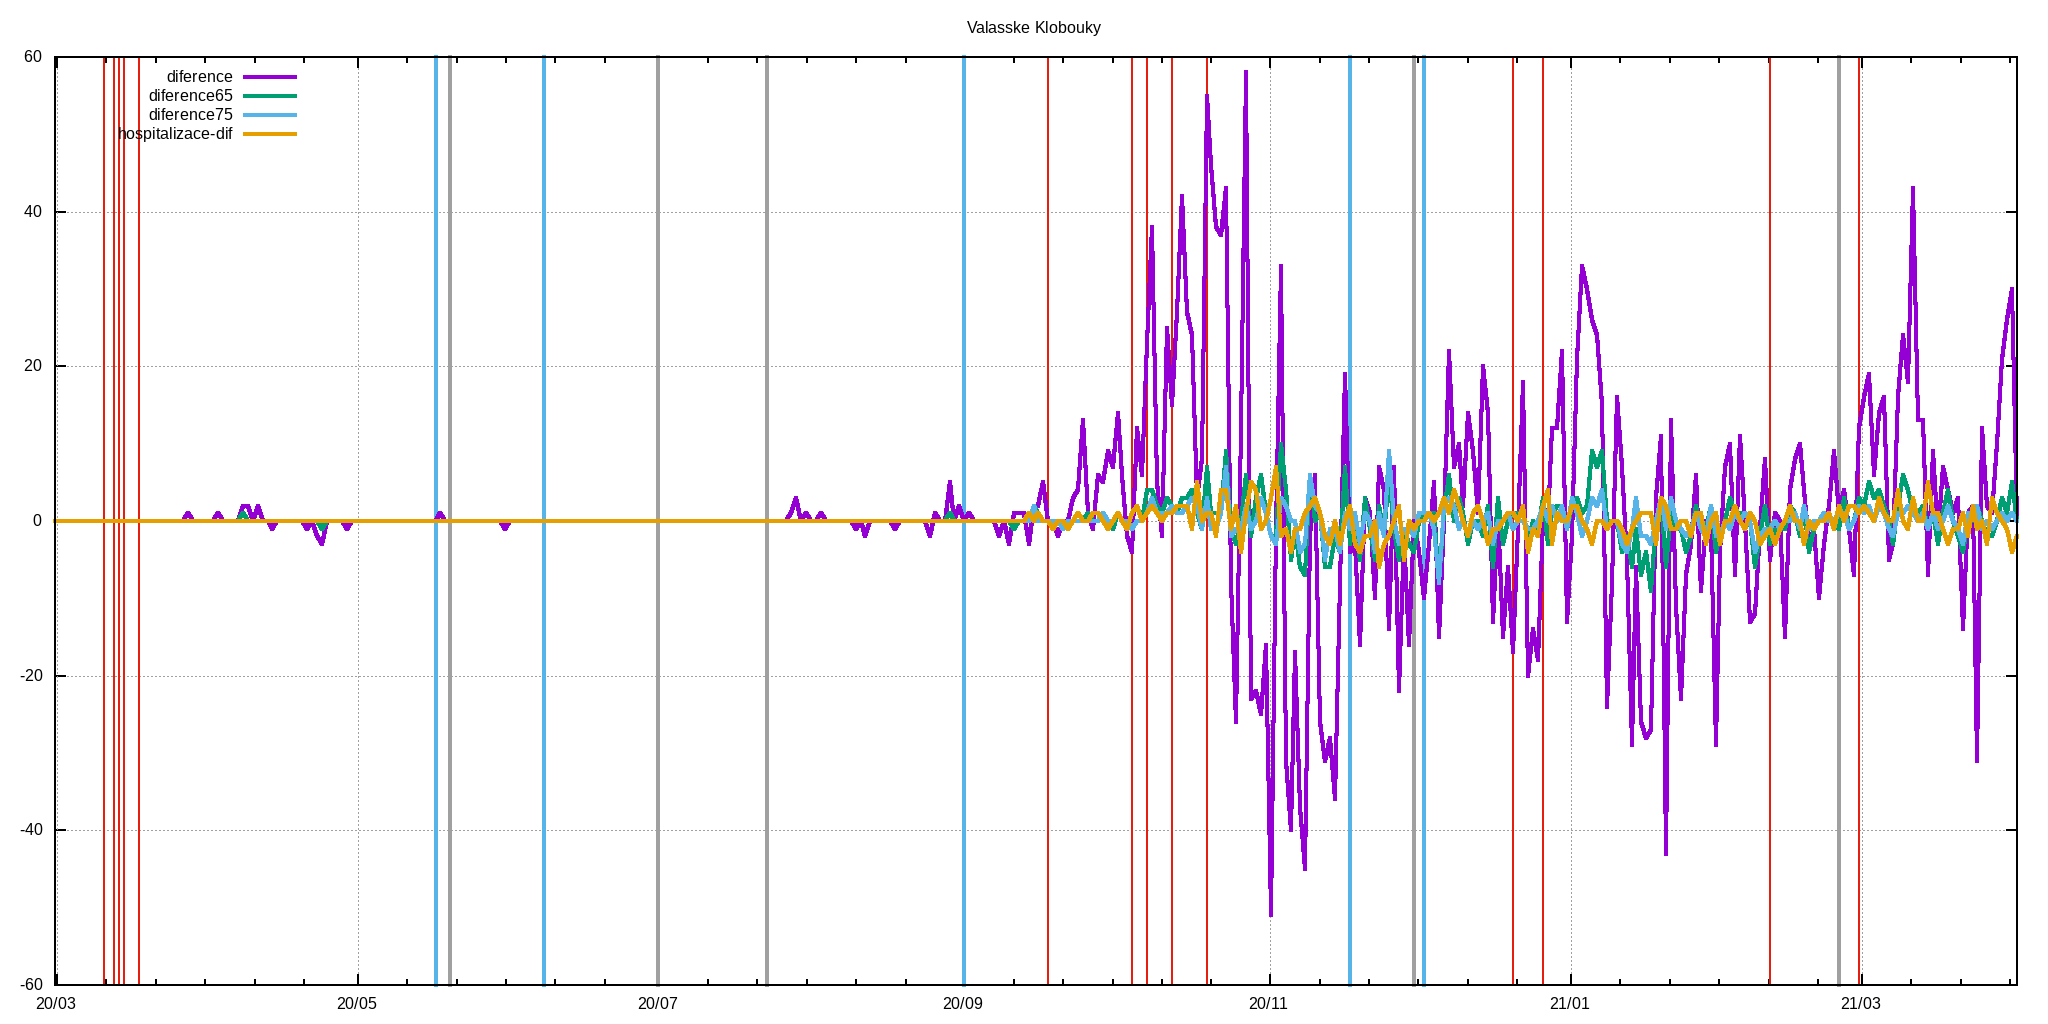 Valasske Klobouky
60
diference
diference65
diference75
hospitalizace-dif
40
20
0
-20
-40
-60
20/03 20/05 20/07 20/09 20/11 21/01 21/03